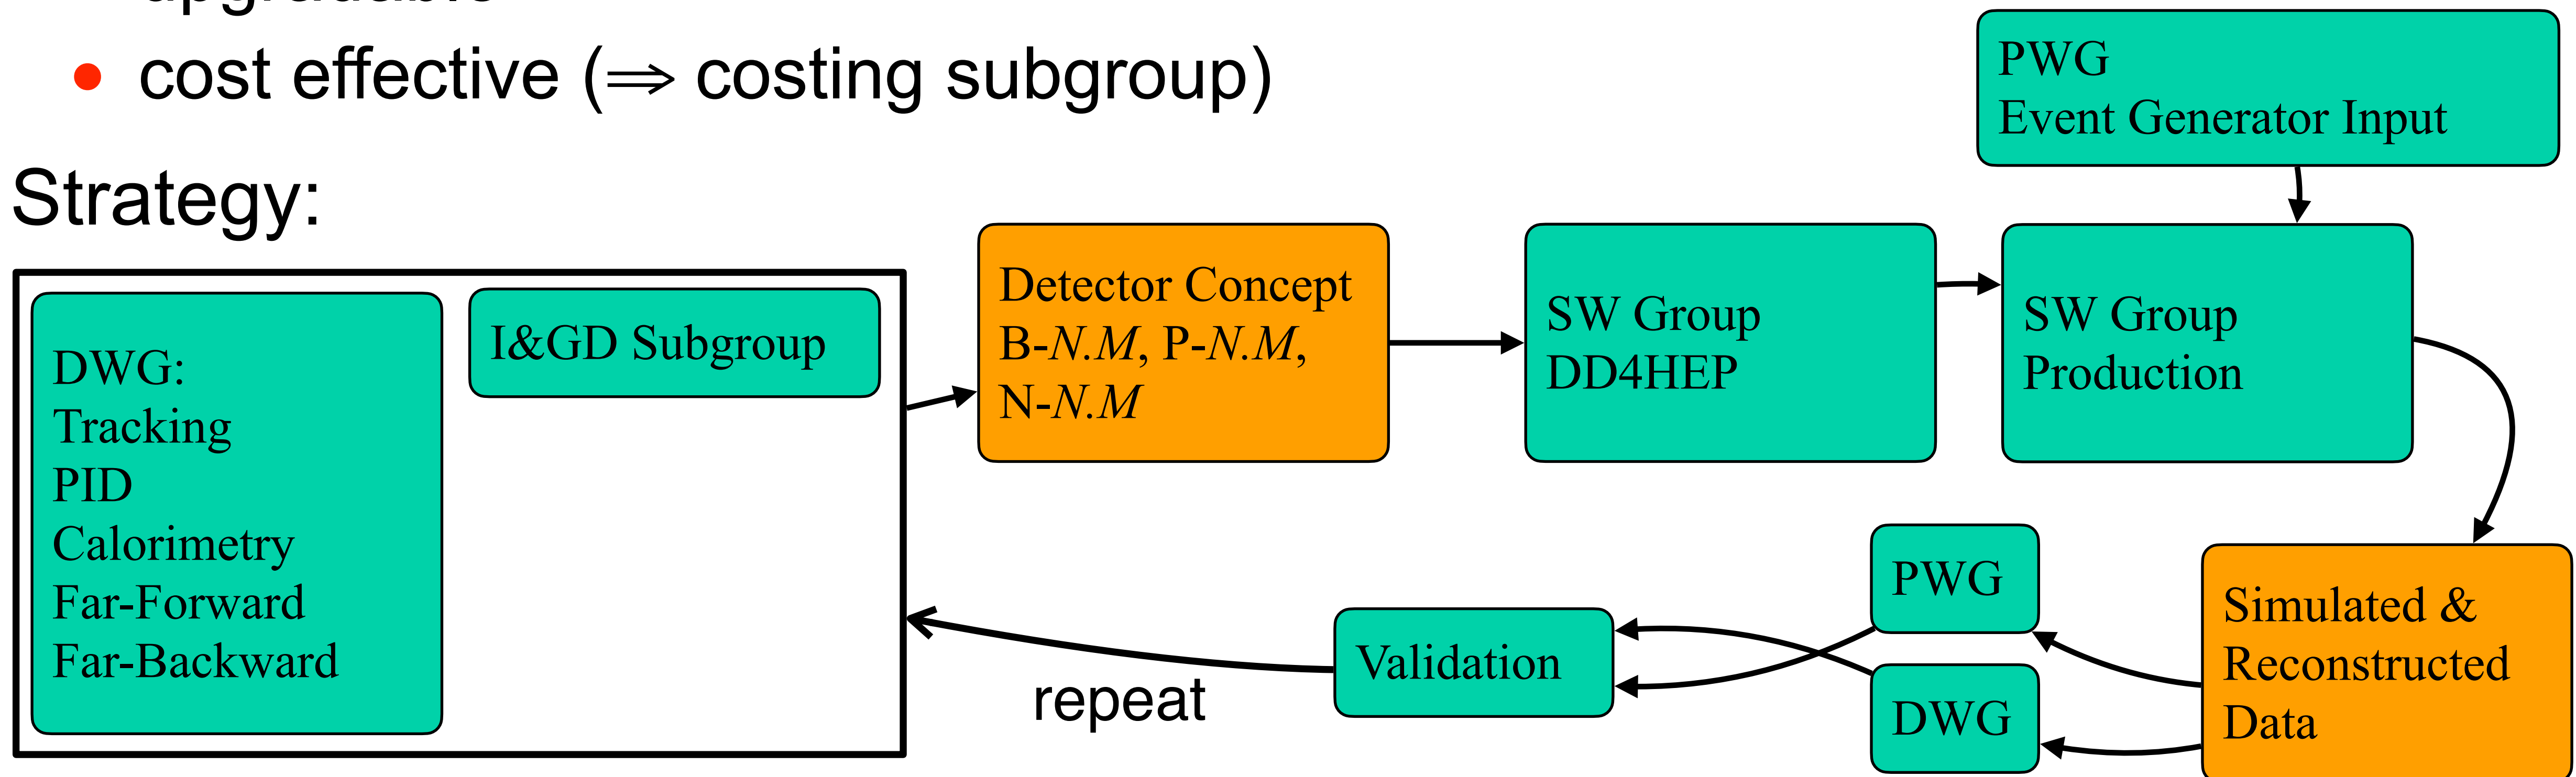 • cost effective (⇒ costing subgroup)
PWG
Event Generator Input
Strategy:
DWG:
Tracking
PID
Calorimetry
Far-Forward
Far-Backward
I&GD Subgroup
Detector Concept
B-N.M, P-N.M,
N-N.M
SW Group
DD4HEP
SW Group
Production
Simulated &
Reconstructed
Data
PWG
DWG
Validation
repeat